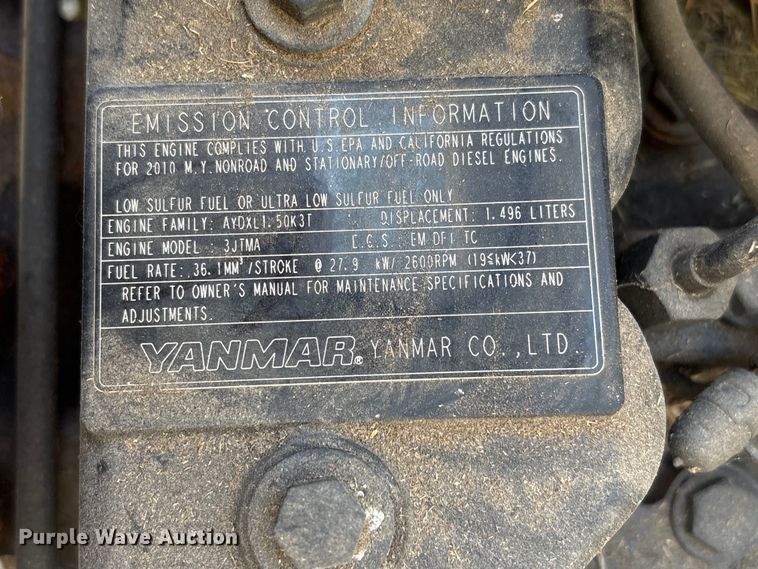 EMISSION CONTROL INFORMATION
THIS ENGINE COMPLIES WITH U.S.EPA AND CALIFORNIA REGULATIONS
FOR 2010 M.Y.NONROAD AND STATIONARY/OFF-ROAD DIESEL ENGINES.
LOW SULFUR FUEL OR ULTRA LOW SULFUR FUEL ONLY
ENGINE FAMILY: AYDXL1.50K3T DISPLACEMENT: 1.496 LITERS
ENGINE MODEL : 3JTMA E.C.S : EM DFI TC
FUEL RATE: 36.1MM³/STROKE @ 27.9 kW/ 2600RPM (19≤kW<37)
REFER TO OWNER'S MANUAL FOR MAINTENANCE SPECIFICATIONS AND
ADJUSTMENTS.
YANMAR® YANMAR CO.,LTD.
Purple Wave Auction